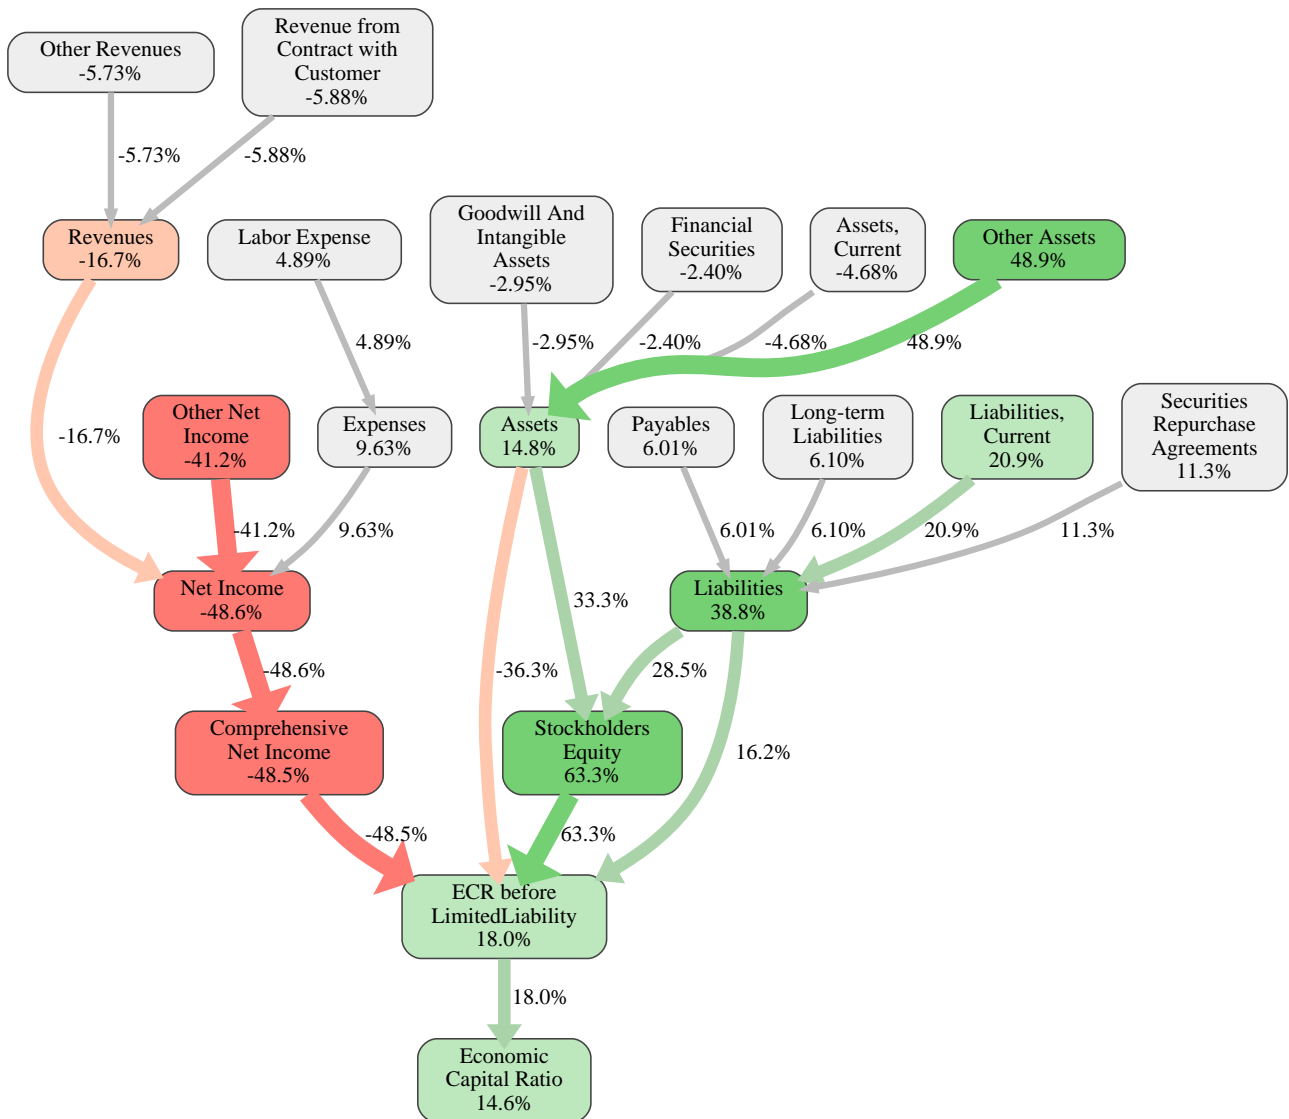 Other Revenues
-5.73%
Revenue from
Contract with
Customer
-5.88%
-5.73%
-5.88%
Revenues
-16.7%
Labor Expense
4.89%
Goodwill And
Intangible
Assets
-2.95%
Financial
Securities
-2.40%
Assets,
Current
-4.68%
Other Assets
48.9%
4.89%
-2.95%
-2.40%
-4.68%
48.9%
-16.7%
Other Net
Income
-41.2%
Expenses
9.63%
Assets
14.8%
Payables
6.01%
Long-term
Liabilities
6.10%
Liabilities,
Current
20.9%
Securities
Repurchase
Agreements
11.3%
-41.2%
9.63%
6.01%
6.10%
20.9%
11.3%
Net Income
-48.6%
33.3%
Liabilities
38.8%
-48.6%
-36.3%
28.5%
Comprehensive
Net Income
-48.5%
Stockholders
Equity
63.3%
16.2%
-48.5%
63.3%
ECR before
LimitedLiability
18.0%
18.0%
Economic
Capital Ratio
14.6%